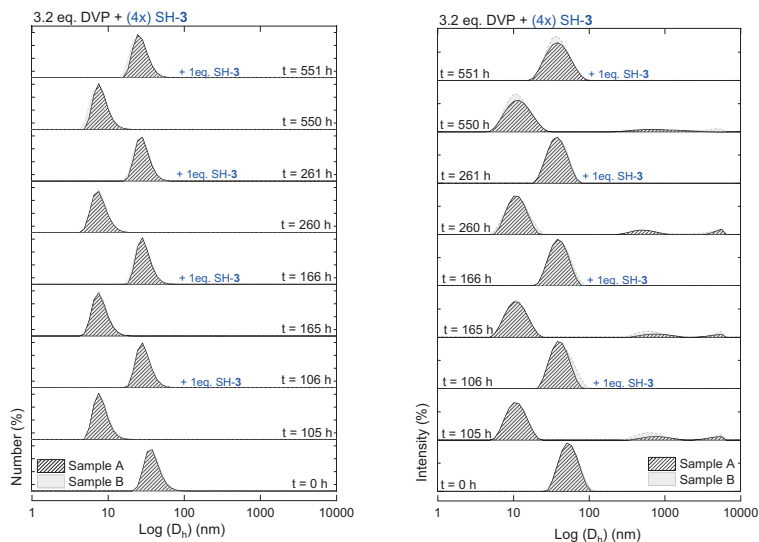 3.2 eq. DVP + (4x) SH-3
+ 1eq. SH-3
t = 551 h
t = 550 h
+ 1eq. SH-3
t = 261 h
t = 260 h
+ 1eq. SH-3
t = 166 h
t = 165 h
+ 1eq. SH-3
t = 106 h
t = 105 h
Sample A
Sample B
t = 0 h
Number (%)
1 10 100 1000 10000
Log (Dh) (nm)
3.2 eq. DVP + (4x) SH-3
t = 551 h
+ 1eq. SH-3
t = 550 h
t = 261 h
+ 1eq. SH-3
t = 260 h
t = 166 h
+ 1eq. SH-3
t = 165 h
t = 106 h
+ 1eq. SH-3
t = 105 h
Sample A
Sample B
t = 0 h
Intensity (%)
1 10 100 1000 10000
Log (Dh) (nm)